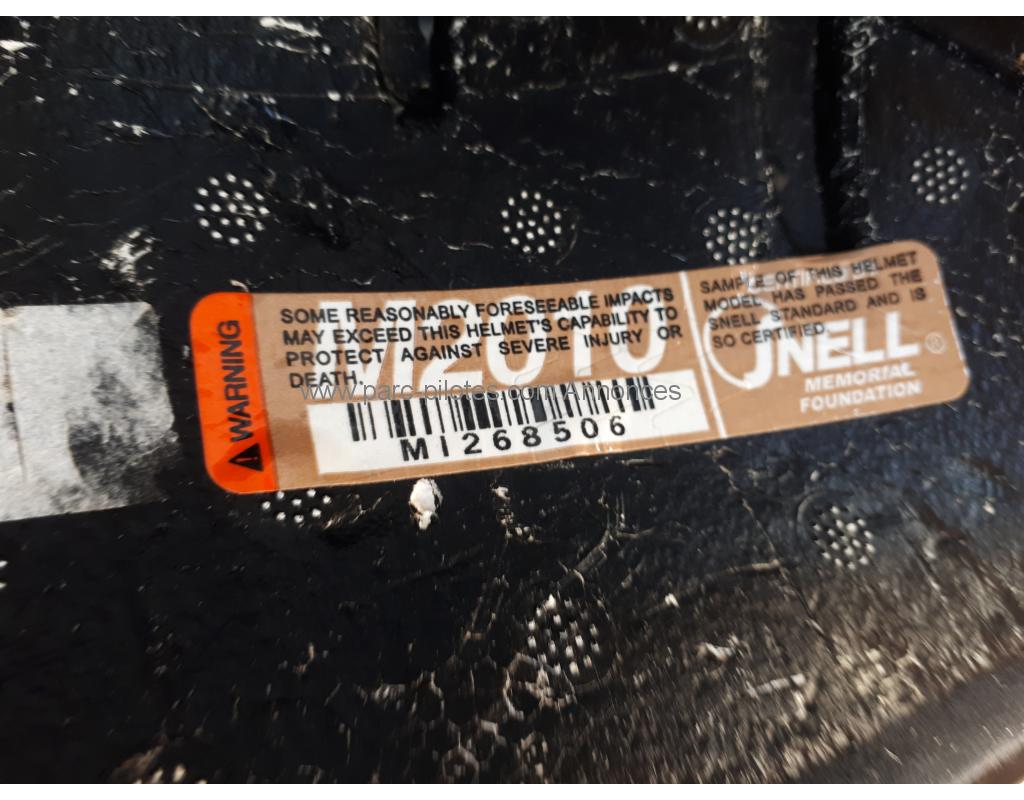 ⚠ WARNING
SOME REASONABLY FORESEEABLE IMPACTS
MAY EXCEED THIS HELMET'S CAPABILITY TO
PROTECT AGAINST SEVERE INJURY OR
DEATH.
M2010
MI268506
SAMPLE OF THIS HELMET
MODEL HAS PASSED THE
SNELL STANDARD AND IS
SO CERTIFIED.
SNELL®
MEMORIAL
FOUNDATION
www.parc-pilotes.com Annonces